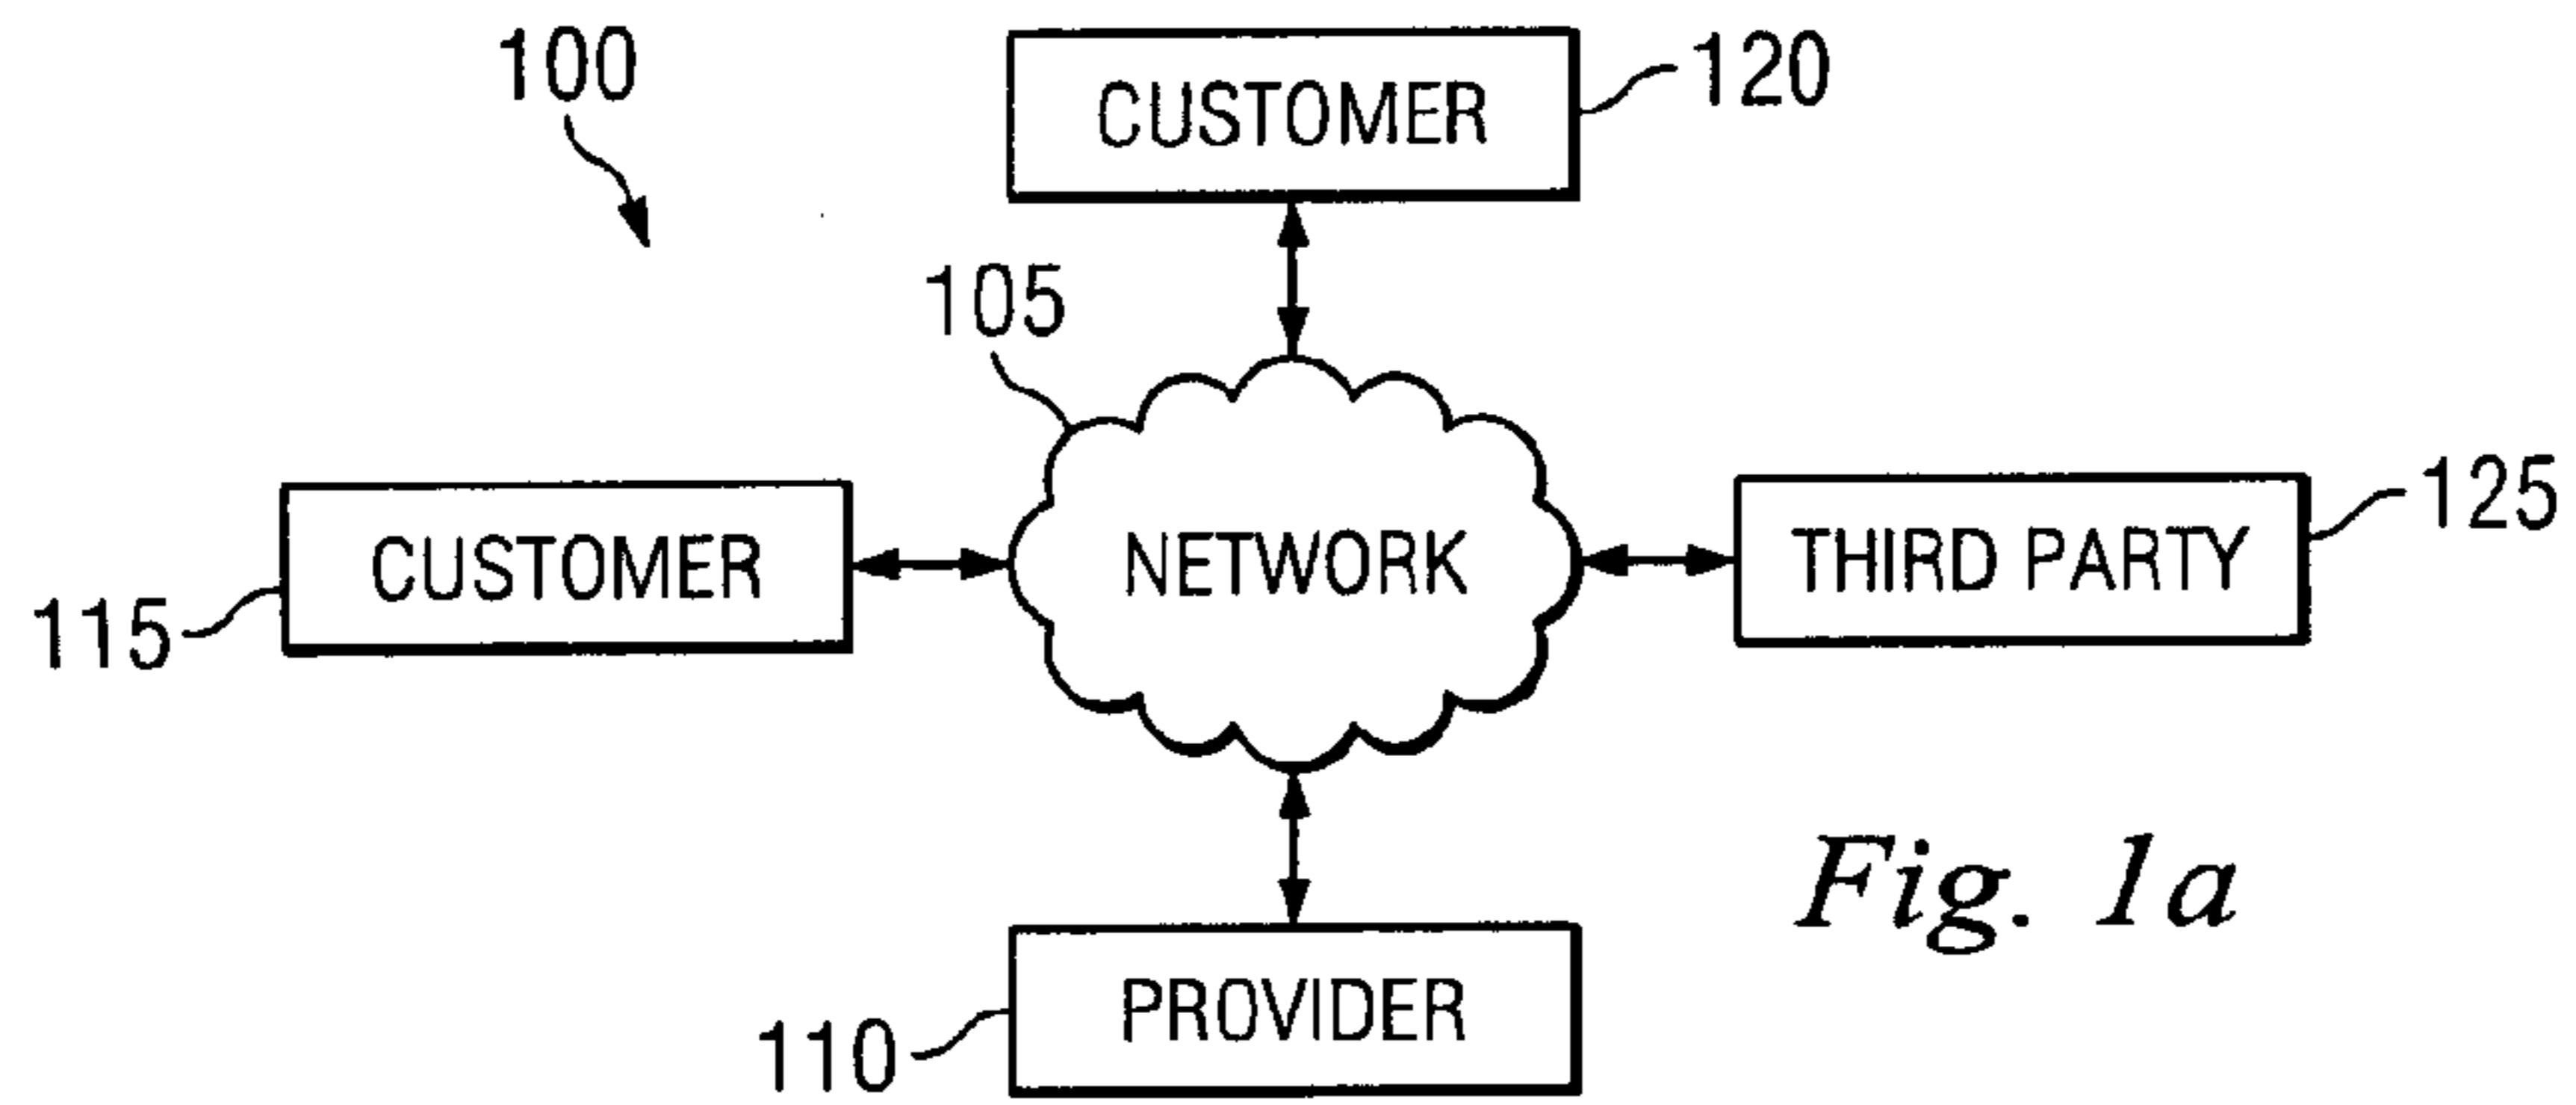 100
CUSTOMER
120
105
CUSTOMER
115
NETWORK
THIRD PARTY
125
PROVIDER
110
Fig. 1a